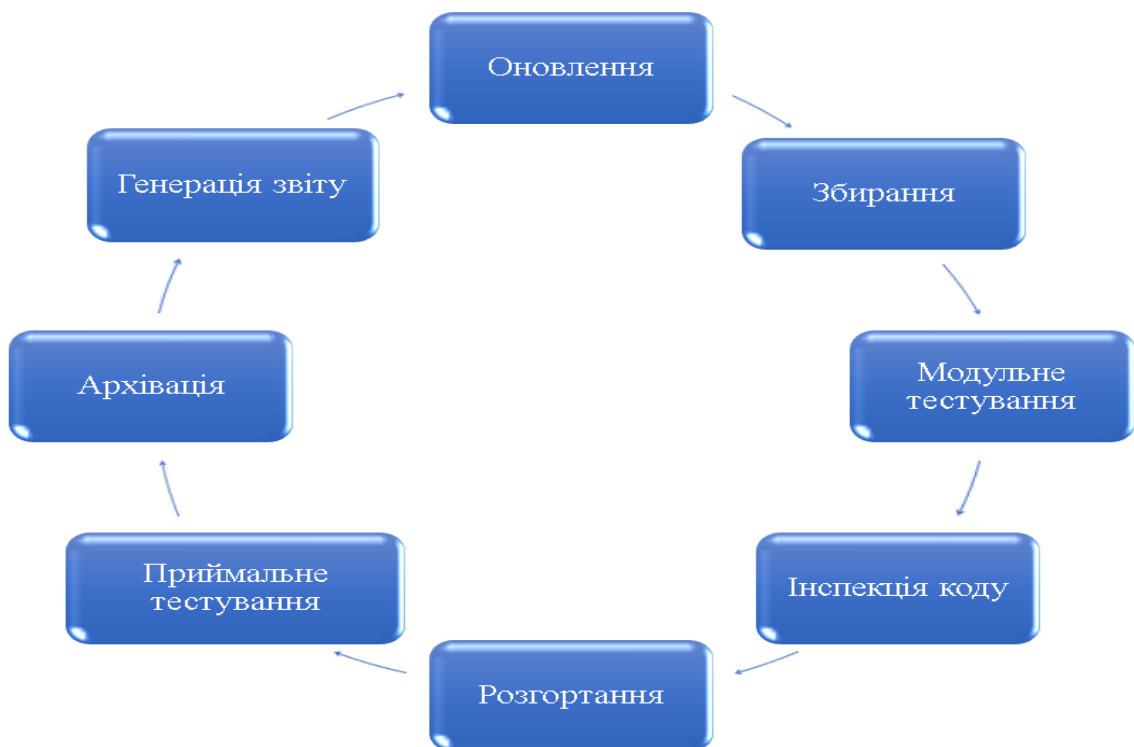 Оновлення
Збирання
Модульне
тестування
Інспекція коду
Розгортання
Приймальне
тестування
Архівація
Генерація звіту